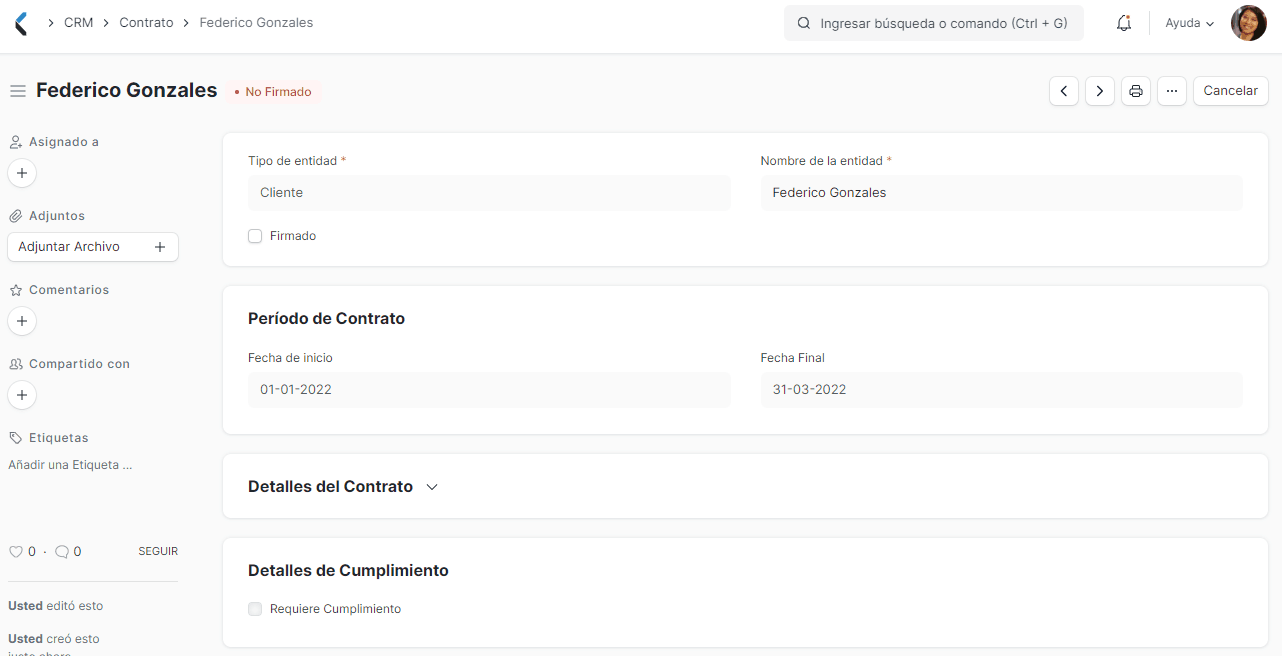 CRM Contrato Federico Gonzales
Ingresar búsqueda o comando (Ctrl + G)
Ayuda
Federico Gonzales
No Firmado
Cancelar
Asignado a
Adjuntos
Adjuntar Archivo
Comentarios
Compartido con
Etiquetas
Añadir una Etiqueta ...
0 · 0 SEGUIR
Usted editó esto
Usted creó esto
justo ahora
Tipo de entidad *
Cliente
Nombre de la entidad *
Federico Gonzales
Firmado
Período de Contrato
Fecha de inicio
01-01-2022
Fecha Final
31-03-2022
Detalles del Contrato
Detalles de Cumplimiento
Requiere Cumplimiento